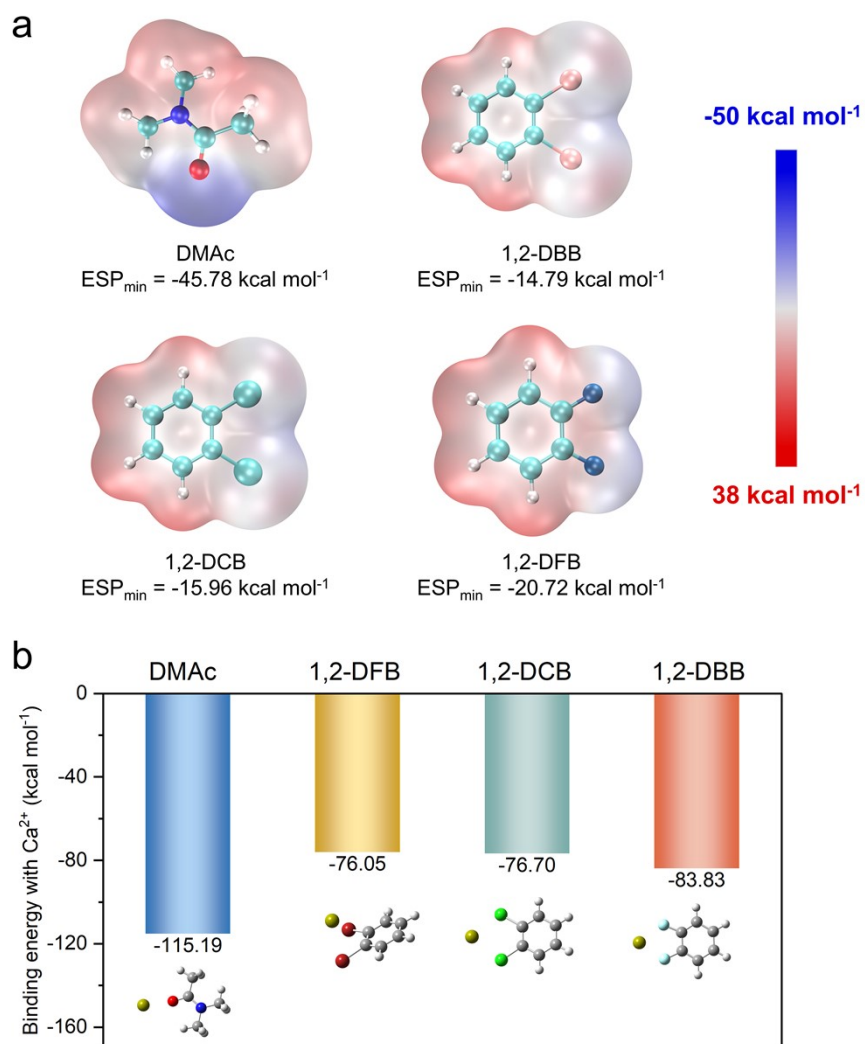 a
-50 kcal mol⁻¹
DMAc
ESPmin = -45.78 kcal mol⁻¹
1,2-DBB
ESPmin = -14.79 kcal mol⁻¹
1,2-DCB
ESPmin = -15.96 kcal mol⁻¹
1,2-DFB
ESPmin = -20.72 kcal mol⁻¹
38 kcal mol⁻¹
b
DMAc
1,2-DFB
1,2-DCB
1,2-DBB
Binding energy with Ca²⁺ (kcal mol⁻¹)
0
-40
-80
-120
-160
-115.19
-76.05
-76.70
-83.83